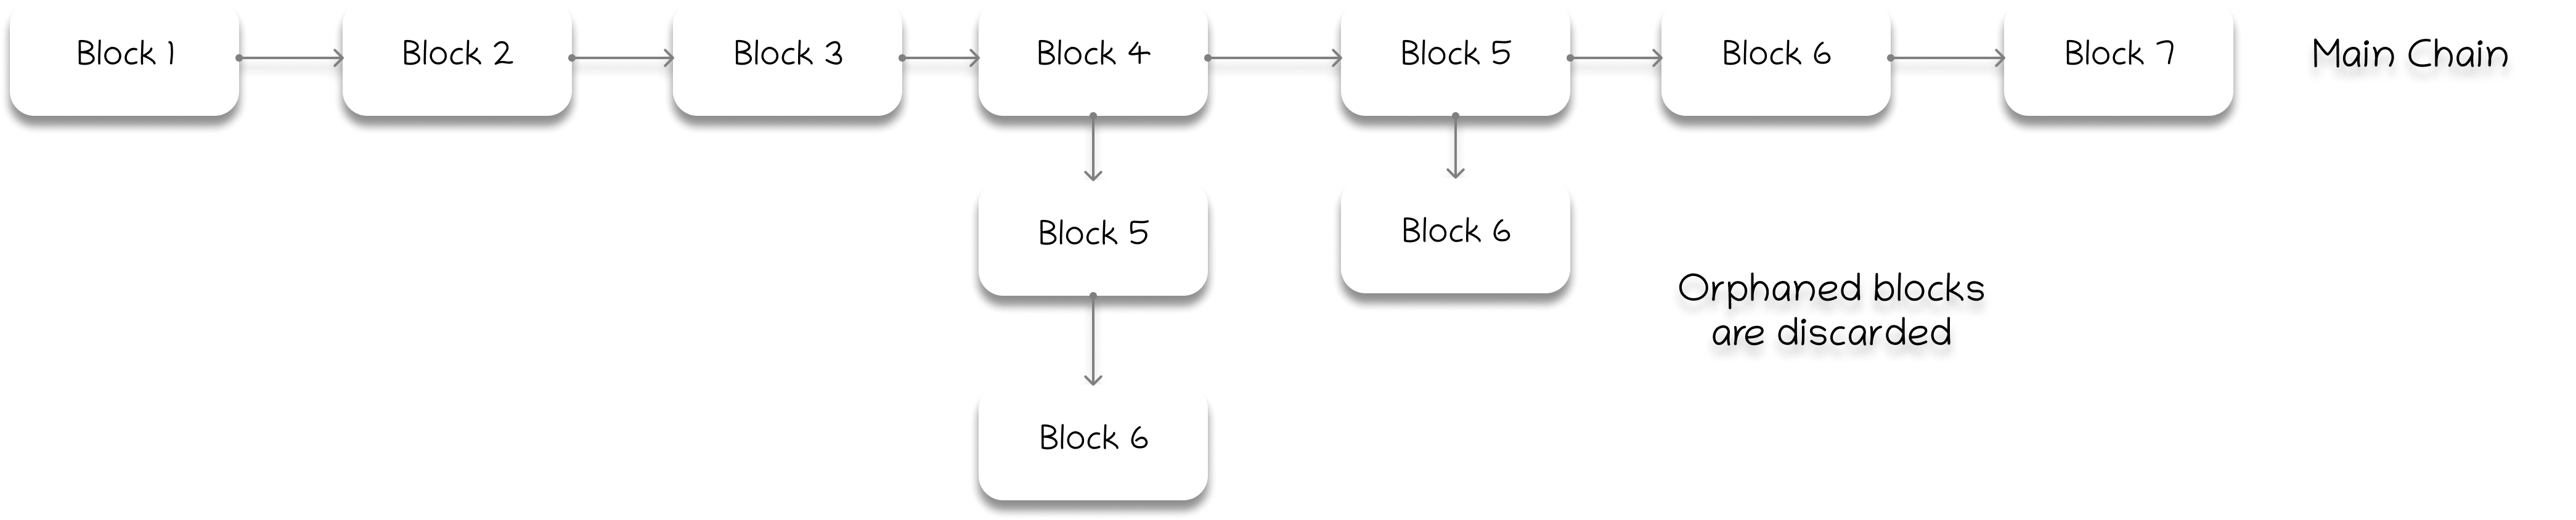 Block 1
Block 2
Block 3
Block 4
Block 5
Block 6
Block 7
Main Chain
Block 5
Block 6
Orphaned blocks
are discarded
Block 6